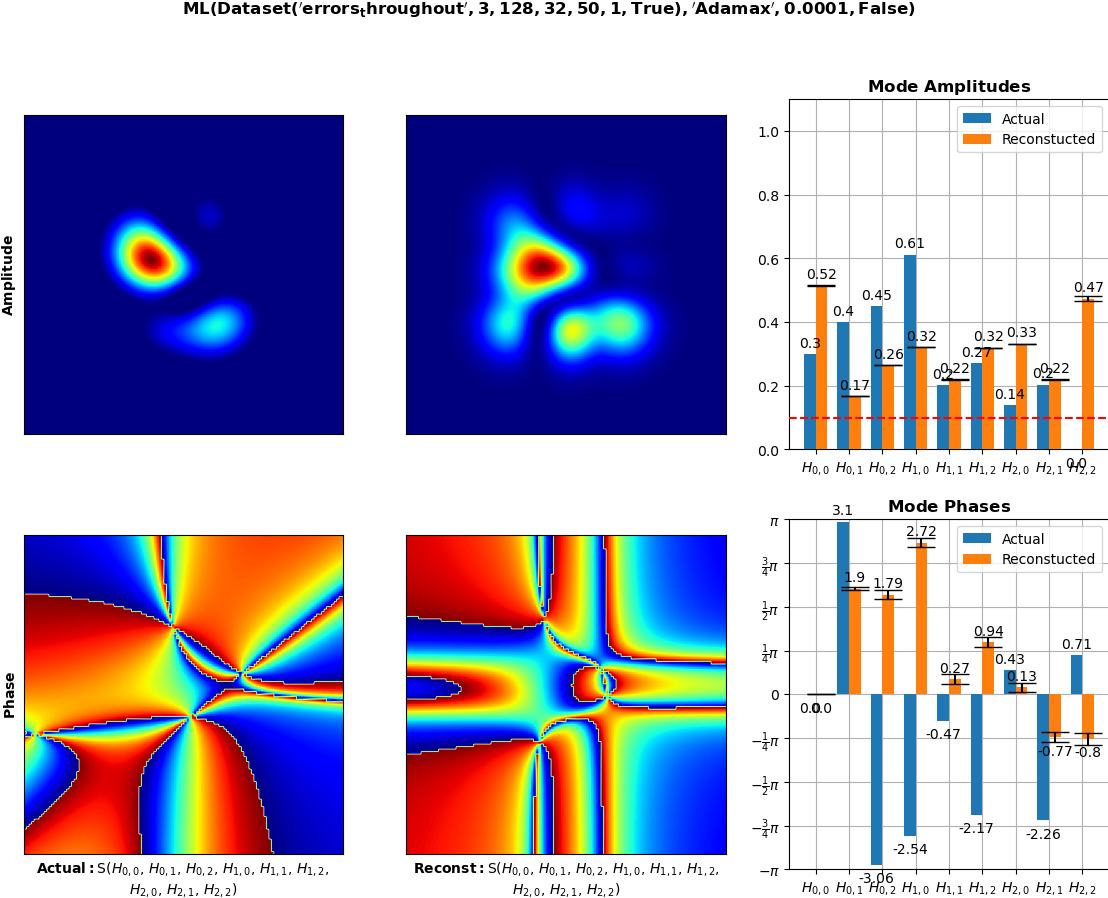 ML(Dataset('errors_throughout', 3, 128, 32, 50, 1, True), 'Adamax', 0.0001, False)
Amplitude
Mode Amplitudes
Actual
Reconstucted
1.0
0.8
0.6
0.4
0.2
0.0
0.3
0.52
0.4
0.17
0.45
0.26
0.61
0.32
0.2
0.22
0.27
0.32
0.14
0.33
0.2
0.22
0.0
0.47
H0,0 H0,1 H0,2 H1,0 H1,1 H1,2 H2,0 H2,1 H2,2
Phase
Mode Phases
Actual
Reconstucted
π
3/4π
1/2π
1/4π
0
−1/4π
−1/2π
−3/4π
−π
0.0
0.0
3.1
1.9
-3.06
1.79
-2.54
2.72
-0.47
0.27
-2.17
0.94
0.43
0.13
-2.26
-0.77
0.71
-0.8
H0,0 H0,1 H0,2 H1,0 H1,1 H1,2 H2,0 H2,1 H2,2
Actual: S(H0,0, H0,1, H0,2, H1,0, H1,1, H1,2,
H2,0, H2,1, H2,2)
Reconst: S(H0,0, H0,1, H0,2, H1,0, H1,1, H1,2,
H2,0, H2,1, H2,2)